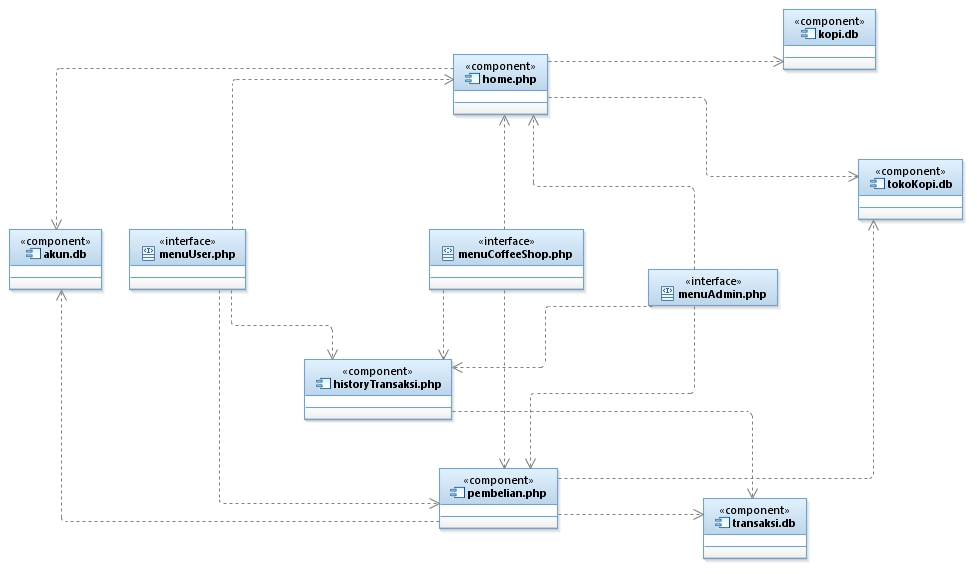 «component»
kopi.db
«component»
home.php
«component»
tokoKopi.db
«component»
akun.db
«interface»
menuUser.php
«interface»
menuCoffeeShop.php
«interface»
menuAdmin.php
«component»
historyTransaksi.php
«component»
pembelian.php
«component»
transaksi.db